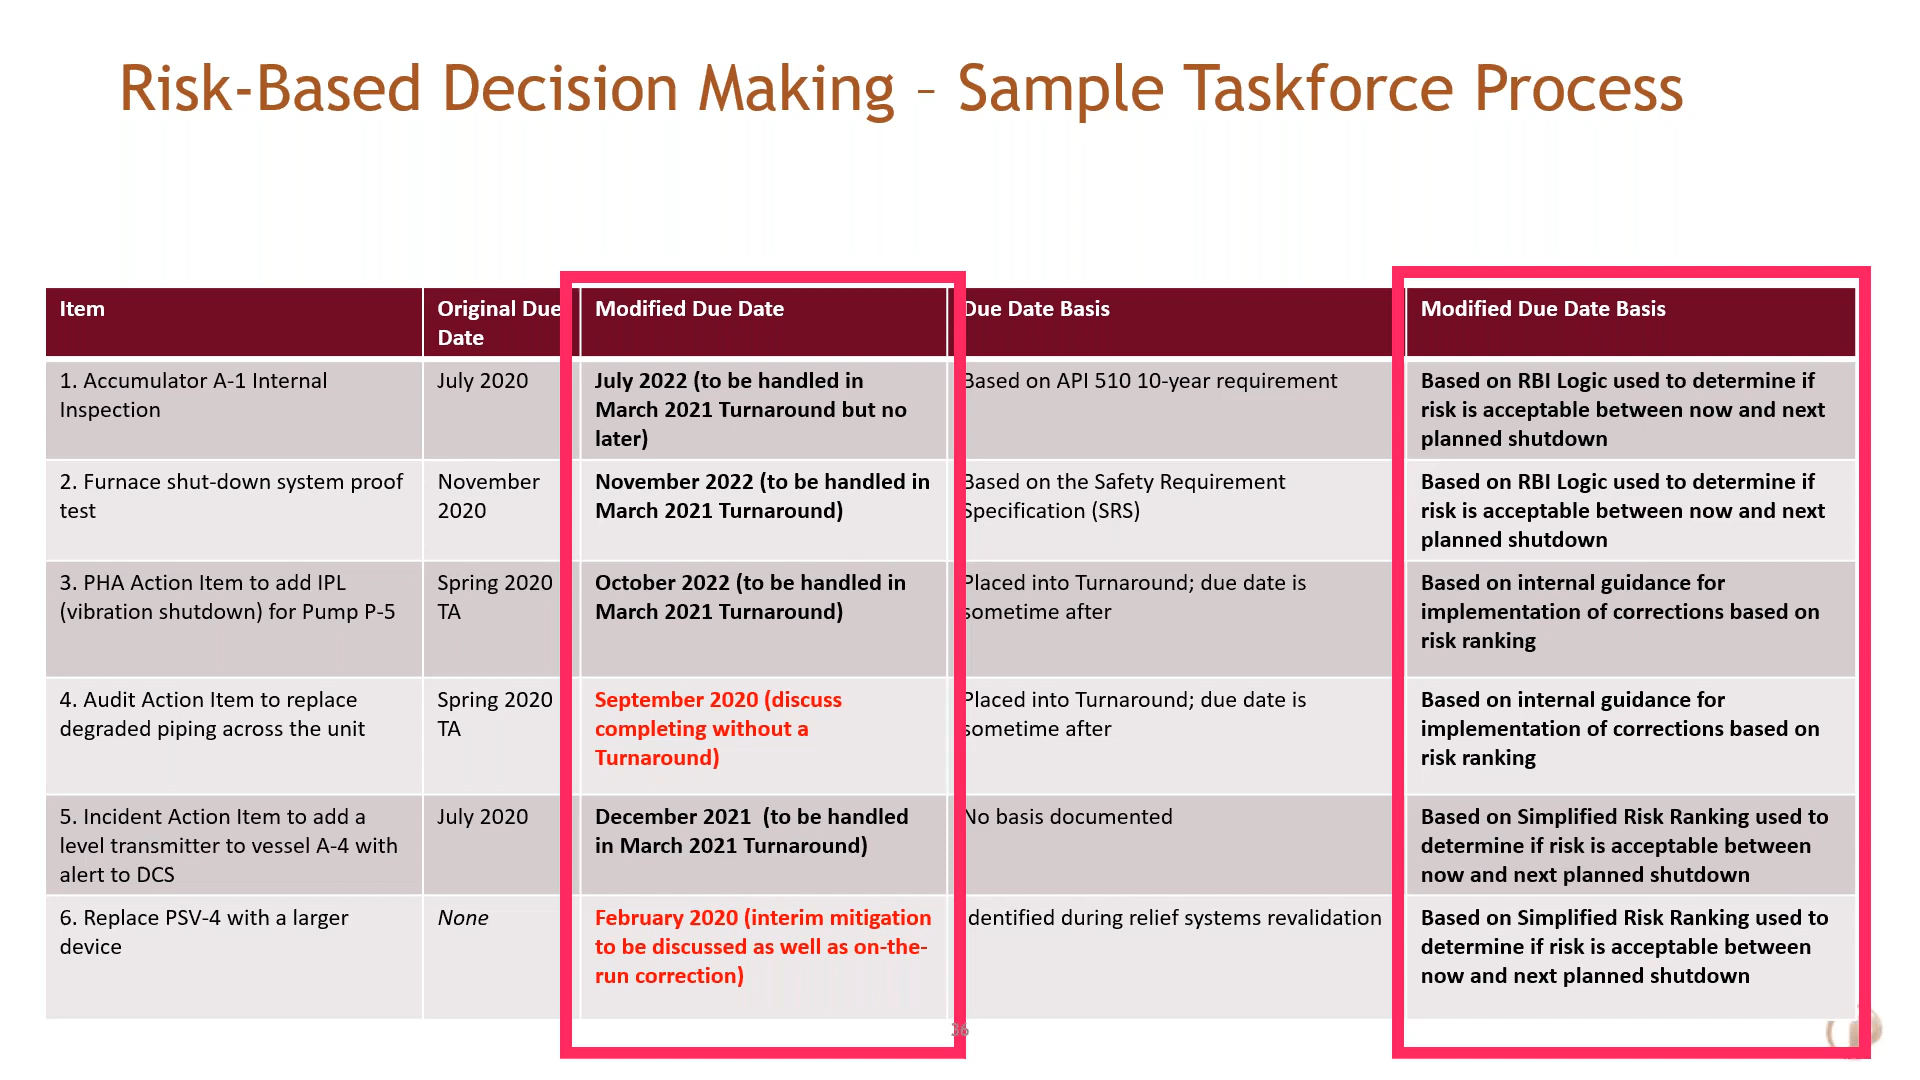 Risk-Based Decision Making – Sample Taskforce Process
Item
Original Due
Date
Modified Due Date
Due Date Basis
Modified Due Date Basis
1. Accumulator A-1 Internal
Inspection
July 2020
July 2022 (to be handled in
March 2021 Turnaround but no
later)
Based on API 510 10-year requirement
Based on RBI Logic used to determine if
risk is acceptable between now and next
planned shutdown
2. Furnace shut-down system proof
test
November
2020
November 2022 (to be handled in
March 2021 Turnaround)
Based on the Safety Requirement
Specification (SRS)
Based on RBI Logic used to determine if
risk is acceptable between now and next
planned shutdown
3. PHA Action Item to add IPL
(vibration shutdown) for Pump P-5
Spring 2020
TA
October 2022 (to be handled in
March 2021 Turnaround)
Placed into Turnaround; due date is
sometime after
Based on internal guidance for
implementation of corrections based on
risk ranking
4. Audit Action Item to replace
degraded piping across the unit
Spring 2020
TA
September 2020 (discuss
completing without a
Turnaround)
Placed into Turnaround; due date is
sometime after
Based on internal guidance for
implementation of corrections based on
risk ranking
5. Incident Action Item to add a
level transmitter to vessel A-4 with
alert to DCS
July 2020
December 2021 (to be handled
in March 2021 Turnaround)
No basis documented
Based on Simplified Risk Ranking used to
determine if risk is acceptable between
now and next planned shutdown
6. Replace PSV-4 with a larger
device
None
February 2020 (interim mitigation
to be discussed as well as on-the-
run correction)
Identified during relief systems revalidation
Based on Simplified Risk Ranking used to
determine if risk is acceptable between
now and next planned shutdown
36